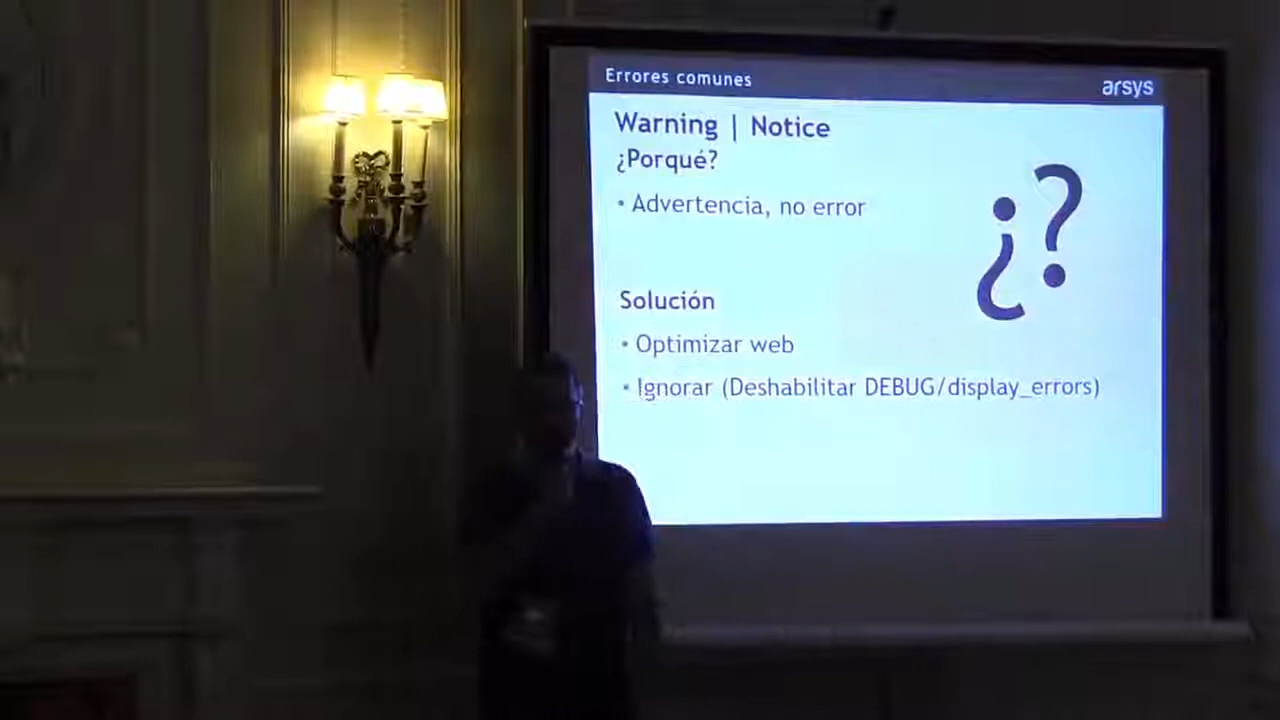 Errores comunes
arsys
Warning | Notice
¿Porqué?
• Advertencia, no error
¿?
Solución
• Optimizar web
• Ignorar (Deshabilitar DEBUG/display_errors)